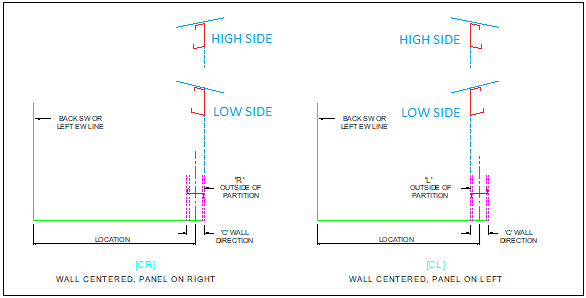 HIGH SIDE
LOW SIDE
BACK SW OR
LEFT EW LINE
'R'
OUTSIDE OF
PARTITION
'C' WALL
DIRECTION
LOCATION
[CR]
WALL CENTERED, PANEL ON RIGHT
HIGH SIDE
LOW SIDE
BACK SW OR
LEFT EW LINE
'L'
OUTSIDE OF
PARTITION
'C' WALL
DIRECTION
LOCATION
[CL]
WALL CENTERED, PANEL ON LEFT